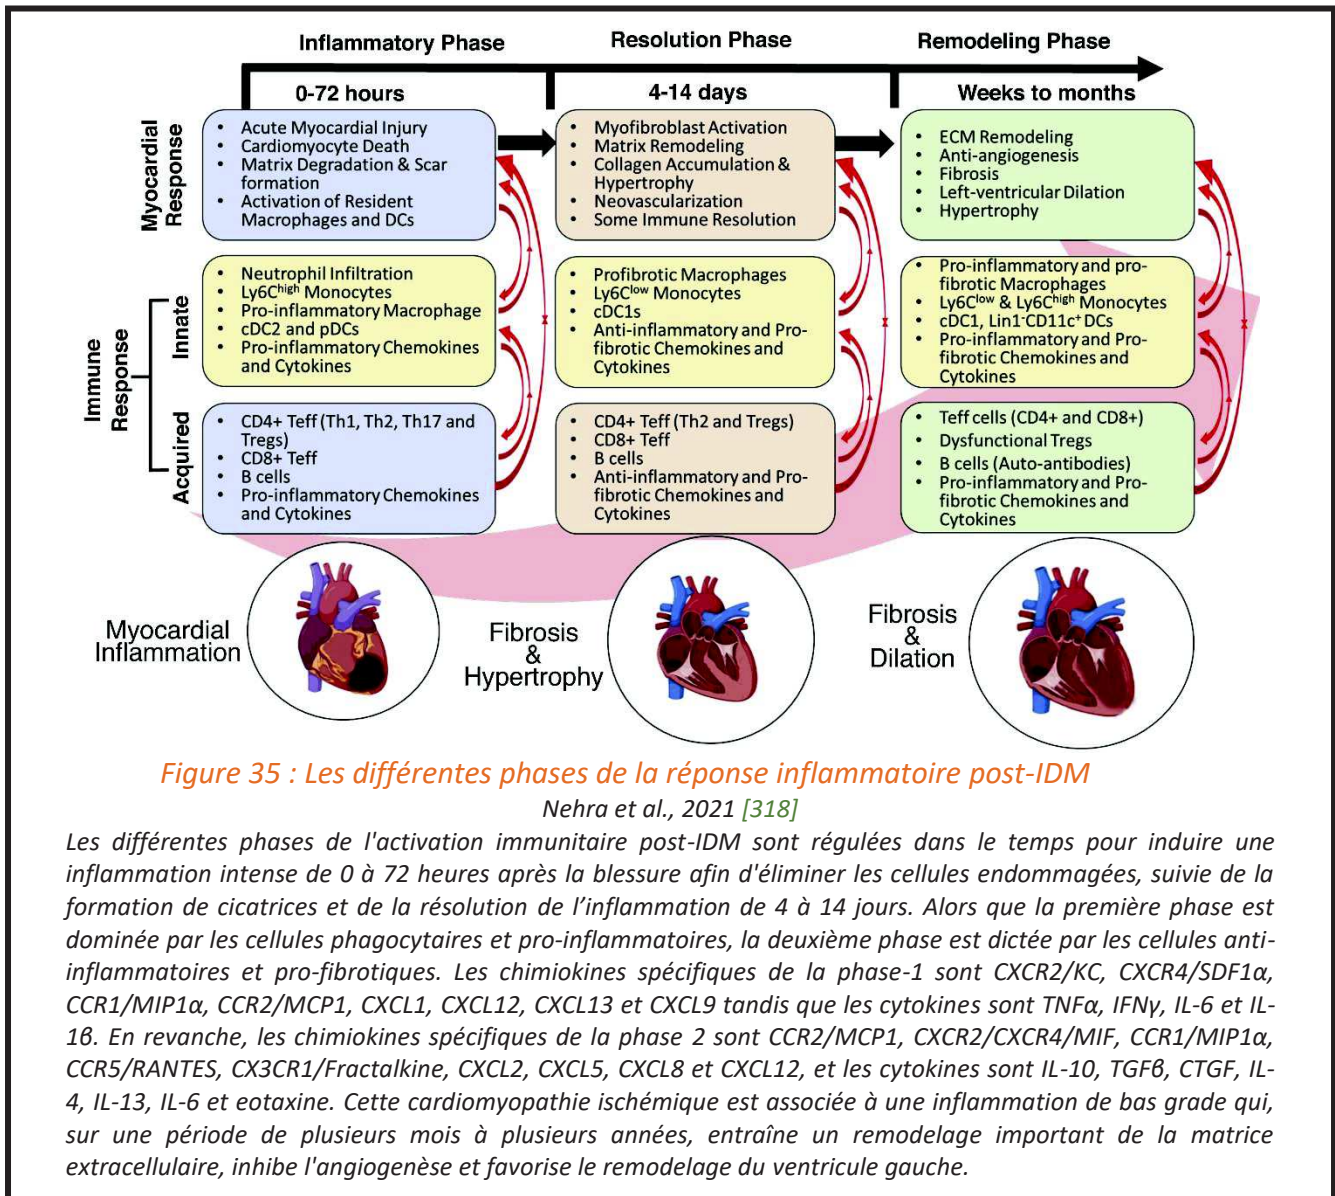 Inflammatory Phase
Resolution Phase
Remodeling Phase
0-72 hours
4-14 days
Weeks to months
Myocardial
Response
• Acute Myocardial Injury
• Cardiomyocyte Death
• Matrix Degradation & Scar
formation
• Activation of Resident
Macrophages and DCs
• Myofibroblast Activation
• Matrix Remodeling
• Collagen Accumulation &
Hypertrophy
• Neovascularization
• Some Immune Resolution
• ECM Remodeling
• Anti-angiogenesis
• Fibrosis
• Left-ventricular Dilation
• Hypertrophy
Immune
Response
Innate
• Neutrophil Infiltration
• Ly6Chigh Monocytes
• Pro-inflammatory Macrophage
• cDC2 and pDCs
• Pro-inflammatory Chemokines
and Cytokines
• Profibrotic Macrophages
• Ly6Clow Monocytes
• cDC1s
• Anti-inflammatory and Pro-
fibrotic Chemokines and
Cytokines
• Pro-inflammatory and pro-
fibrotic Macrophages
• Ly6Clow & Ly6Chigh Monocytes
• cDC1, Lin1-CD11c+ DCs
• Pro-inflammatory and Pro-
fibrotic Chemokines and
Cytokines
Acquired
• CD4+ Teff (Th1, Th2, Th17 and
Tregs)
• CD8+ Teff
• B cells
• Pro-inflammatory Chemokines
and Cytokines
• CD4+ Teff (Th2 and Tregs)
• CD8+ Teff
• B cells
• Anti-inflammatory and Pro-
fibrotic Chemokines and
Cytokines
• Teff cells (CD4+ and CD8+)
• Dysfunctional Tregs
• B cells (Auto-antibodies)
• Pro-inflammatory and Pro-
fibrotic Chemokines and
Cytokines
Myocardial
Inflammation
Fibrosis
&
Hypertrophy
Fibrosis
&
Dilation
Figure 35 : Les différentes phases de la réponse inflammatoire post-IDM
Nehra et al., 2021 [318]
Les différentes phases de l'activation immunitaire post-IDM sont régulées dans le temps pour induire une
inflammation intense de 0 à 72 heures après la blessure afin d'éliminer les cellules endommagées, suivie de la
formation de cicatrices et de la résolution de l’inflammation de 4 à 14 jours. Alors que la première phase est
dominée par les cellules phagocytaires et pro-inflammatoires, la deuxième phase est dictée par les cellules anti-
inflammatoires et pro-fibrotiques. Les chimiokines spécifiques de la phase-1 sont CXCR2/KC, CXCR4/SDF1α,
CCR1/MIP1α, CCR2/MCP1, CXCL1, CXCL12, CXCL13 et CXCL9 tandis que les cytokines sont TNFα, IFNγ, IL-6 et IL-
1β. En revanche, les chimiokines spécifiques de la phase 2 sont CCR2/MCP1, CXCR2/CXCR4/MIF, CCR1/MIP1α,
CCR5/RANTES, CX3CR1/Fractalkine, CXCL2, CXCL5, CXCL8 et CXCL12, et les cytokines sont IL-10, TGFβ, CTGF, IL-
4, IL-13, IL-6 et eotaxine. Cette cardiomyopathie ischémique est associée à une inflammation de bas grade qui,
sur une période de plusieurs mois à plusieurs années, entraîne un remodelage important de la matrice
extracellulaire, inhibe l'angiogenèse et favorise le remodelage du ventricule gauche.